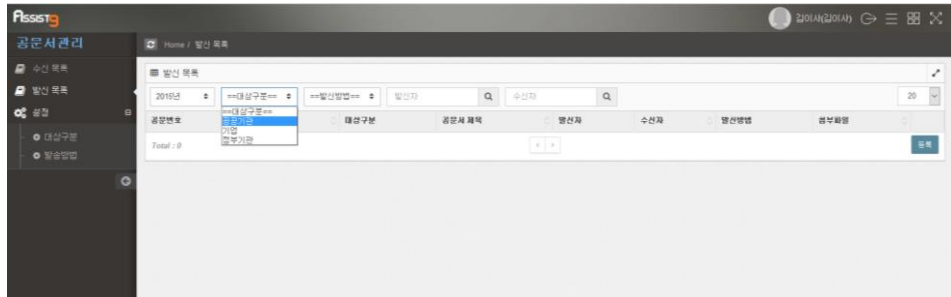 Assist9
김이사(김이사)
공문서관리
Home / 발신 목록
수신 목록
발신 목록
설정
대상구분
발송방법
발신 목록
2015년 ==대상구분== ==발신방법== 발신자 수신자 20
==대상구분==
공공기관
기업
정부기관
공문번호 대상구분 공문서 제목 발신자 수신자 발신방법 첨부파일
Total : 0 등록